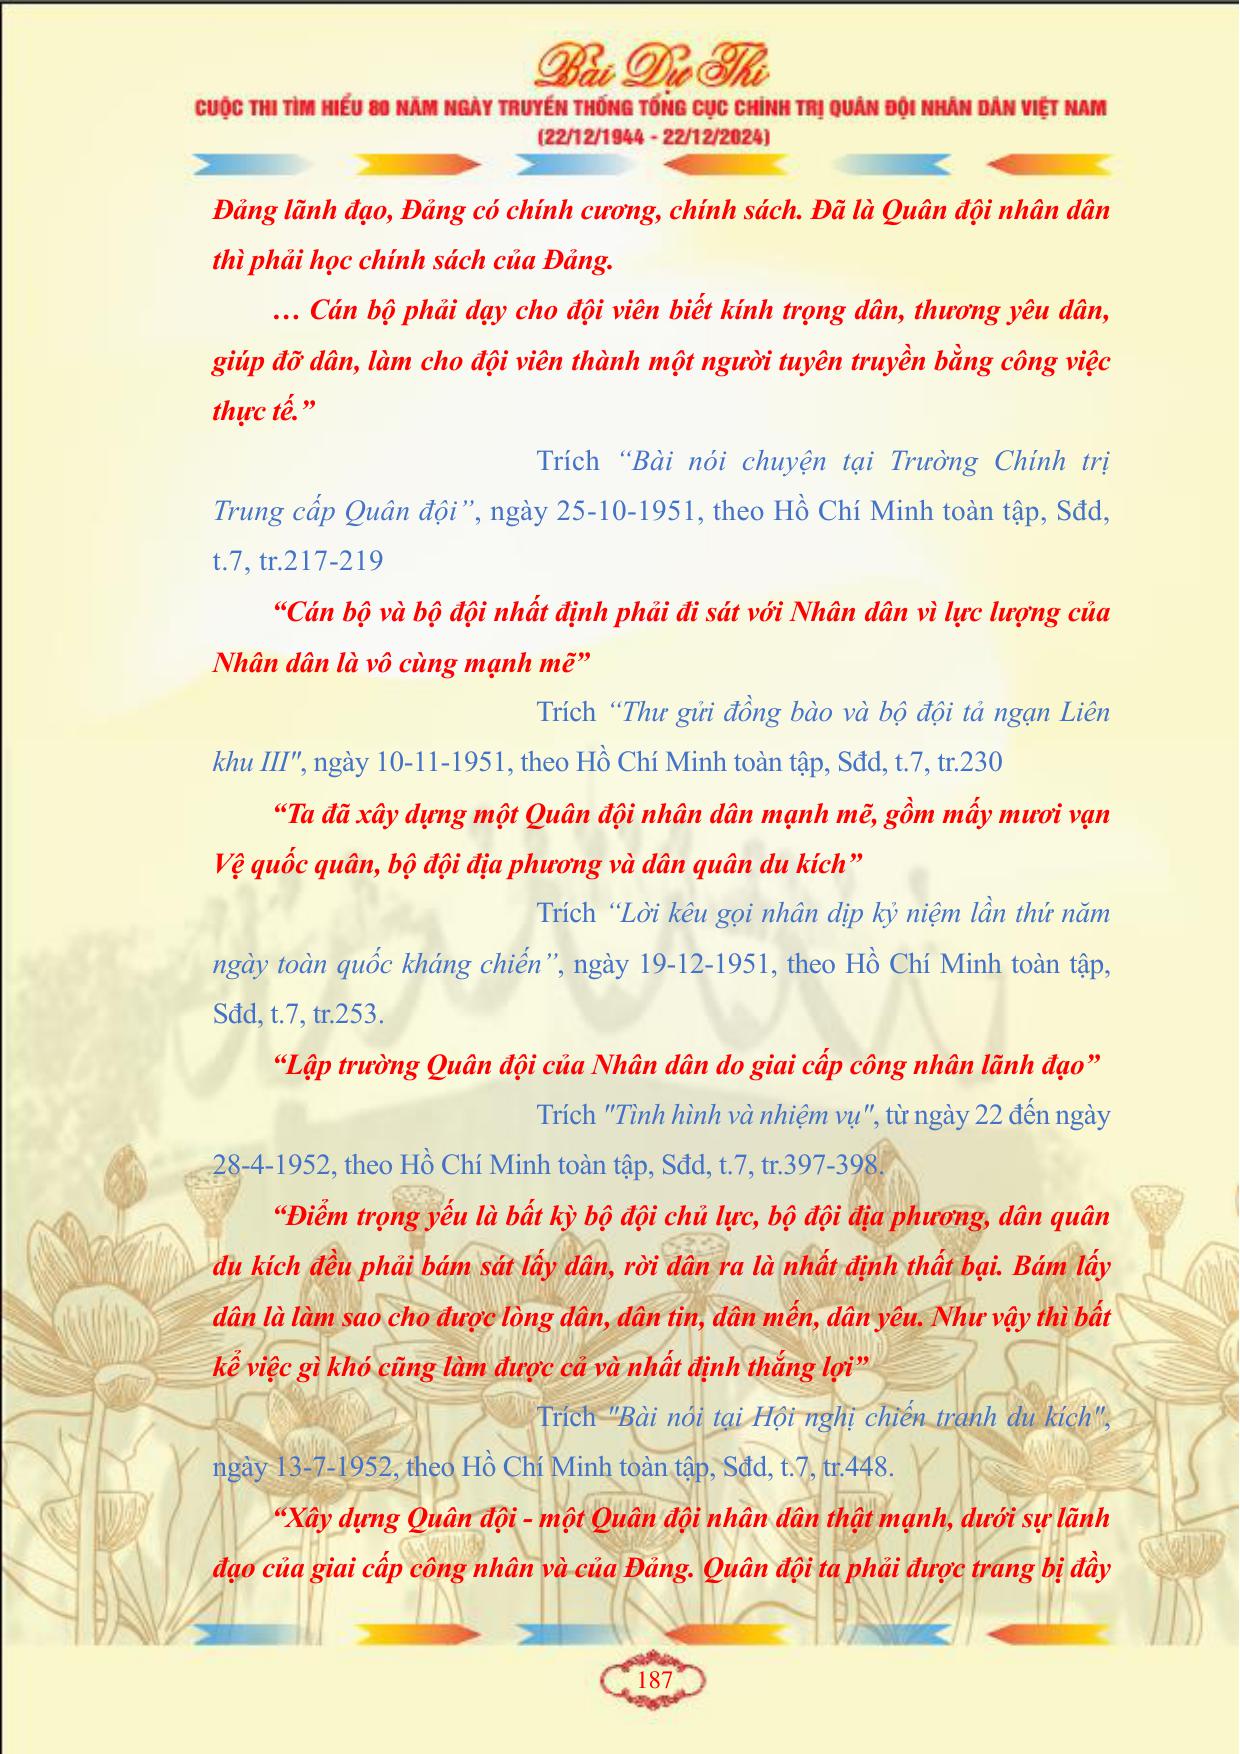 Bài Dự Thi
CUỘC THI TÌM HIỂU 80 NĂM NGÀY TRUYỀN THỐNG TỔNG CỤC CHÍNH TRỊ QUÂN ĐỘI NHÂN DÂN VIỆT NAM
(22/12/1944 - 22/12/2024)
Đảng lãnh đạo, Đảng có chính cương, chính sách. Đã là Quân đội nhân dân
thì phải học chính sách của Đảng.
… Cán bộ phải dạy cho đội viên biết kính trọng dân, thương yêu dân,
giúp đỡ dân, làm cho đội viên thành một người tuyên truyền bằng công việc
thực tế.”
Trích “Bài nói chuyện tại Trường Chính trị
Trung cấp Quân đội”, ngày 25-10-1951, theo Hồ Chí Minh toàn tập, Sđd,
t.7, tr.217-219
“Cán bộ và bộ đội nhất định phải đi sát với Nhân dân vì lực lượng của
Nhân dân là vô cùng mạnh mẽ”
Trích “Thư gửi đồng bào và bộ đội tả ngạn Liên
khu III", ngày 10-11-1951, theo Hồ Chí Minh toàn tập, Sđd, t.7, tr.230
“Ta đã xây dựng một Quân đội nhân dân mạnh mẽ, gồm mấy mươi vạn
Vệ quốc quân, bộ đội địa phương và dân quân du kích”
Trích “Lời kêu gọi nhân dịp kỷ niệm lần thứ năm
ngày toàn quốc kháng chiến”, ngày 19-12-1951, theo Hồ Chí Minh toàn tập,
Sđd, t.7, tr.253.
“Lập trường Quân đội của Nhân dân do giai cấp công nhân lãnh đạo”
Trích "Tình hình và nhiệm vụ", từ ngày 22 đến ngày
28-4-1952, theo Hồ Chí Minh toàn tập, Sđd, t.7, tr.397-398.
“Điểm trọng yếu là bất kỳ bộ đội chủ lực, bộ đội địa phương, dân quân
du kích đều phải bám sát lấy dân, rời dân ra là nhất định thất bại. Bám lấy
dân là làm sao cho được lòng dân, dân tin, dân mến, dân yêu. Như vậy thì bất
kể việc gì khó cũng làm được cả và nhất định thắng lợi”
Trích "Bài nói tại Hội nghị chiến tranh du kích",
ngày 13-7-1952, theo Hồ Chí Minh toàn tập, Sđd, t.7, tr.448.
“Xây dựng Quân đội - một Quân đội nhân dân thật mạnh, dưới sự lãnh
đạo của giai cấp công nhân và của Đảng. Quân đội ta phải được trang bị đầy
187